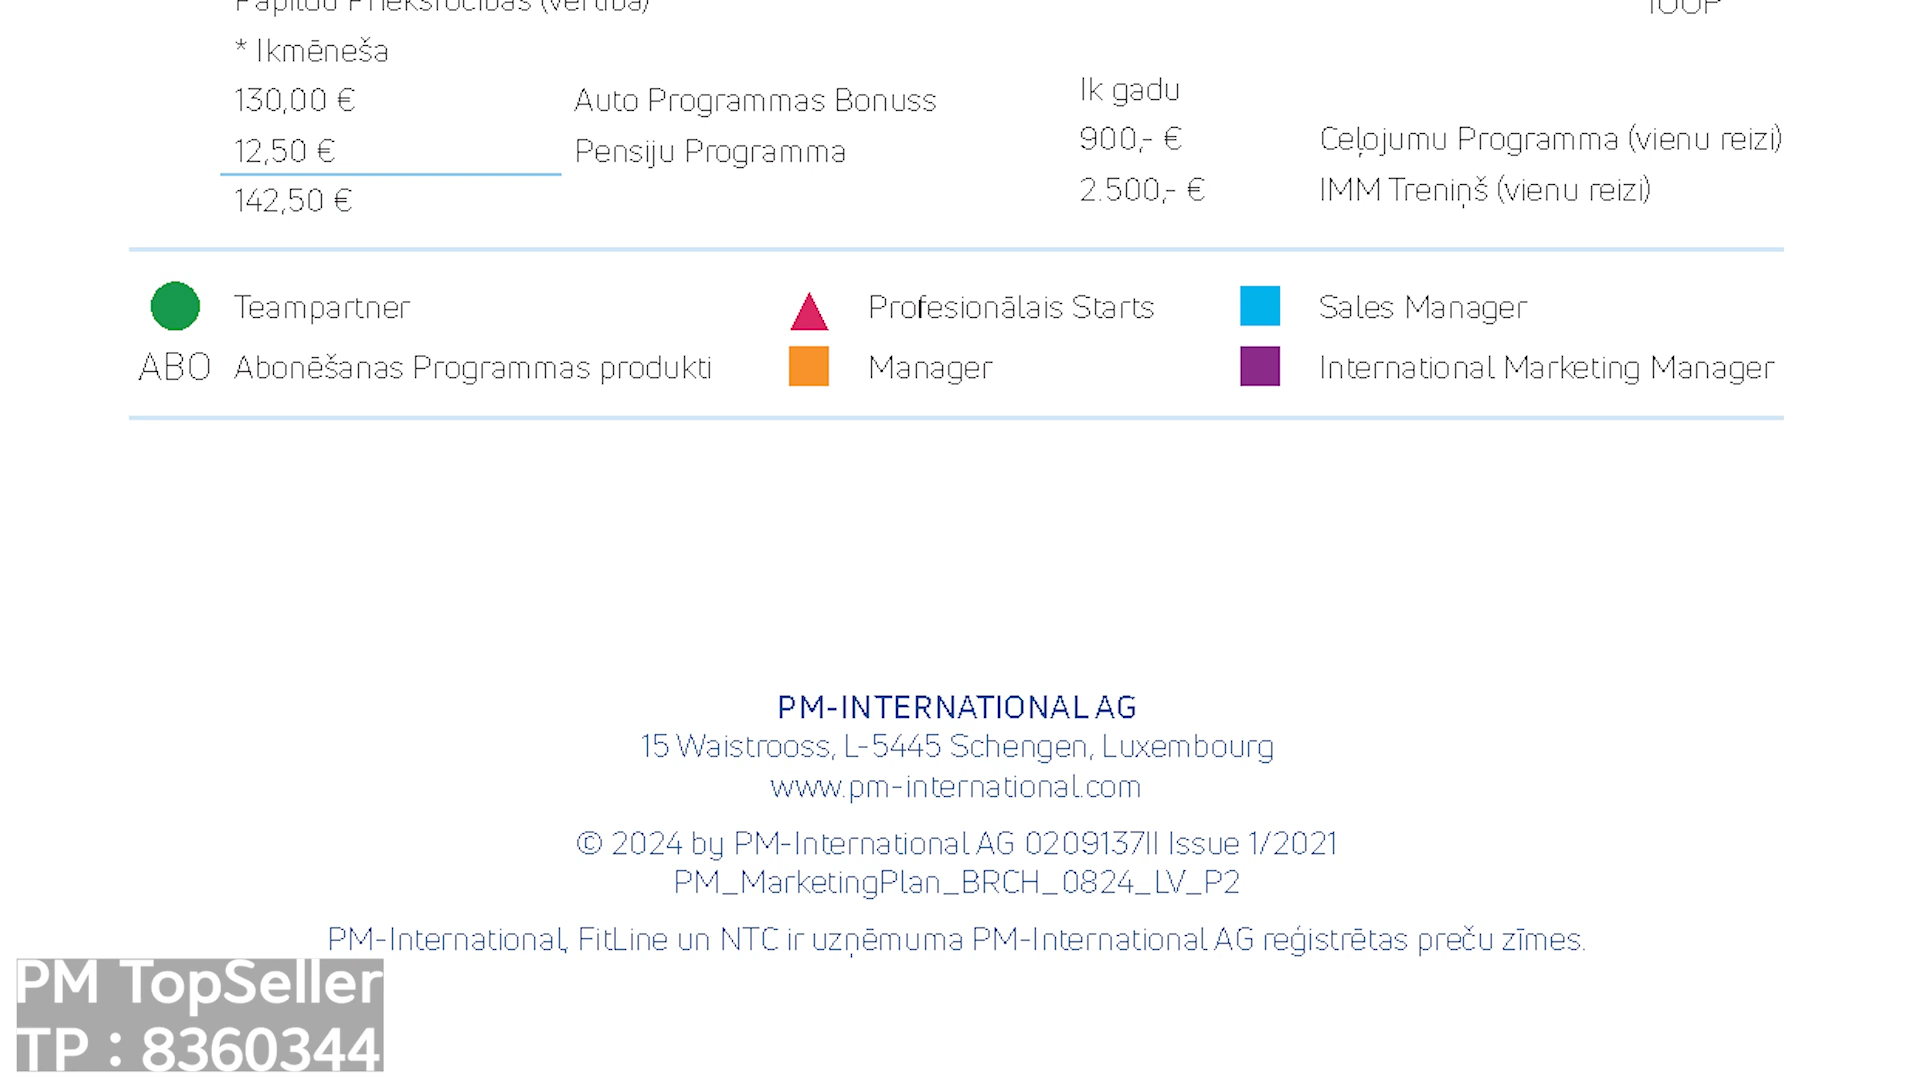 Papildu Priekšrocības (vērtība)
* Ikmēneša
130,00 € Auto Programmas Bonuss
12,50 € Pensiju Programma
142,50 €
Ik gadu
900,- € Ceļojumu Programma (vienu reizi)
2.500,- € IMM Treniņš (vienu reizi)
Teampartner
Profesionālais Starts
Sales Manager
ABO Abonēšanas Programmas produkti
Manager
International Marketing Manager
PM-INTERNATIONAL AG
15 Waistrooss, L-5445 Schengen, Luxembourg
www.pm-international.com
© 2024 by PM-International AG 0209137II Issue 1/2021
PM_MarketingPlan_BRCH_0824_LV_P2
PM-International, FitLine un NTC ir uzņēmuma PM-International AG reģistrētas preču zīmes.
PM TopSeller
TP : 8360344